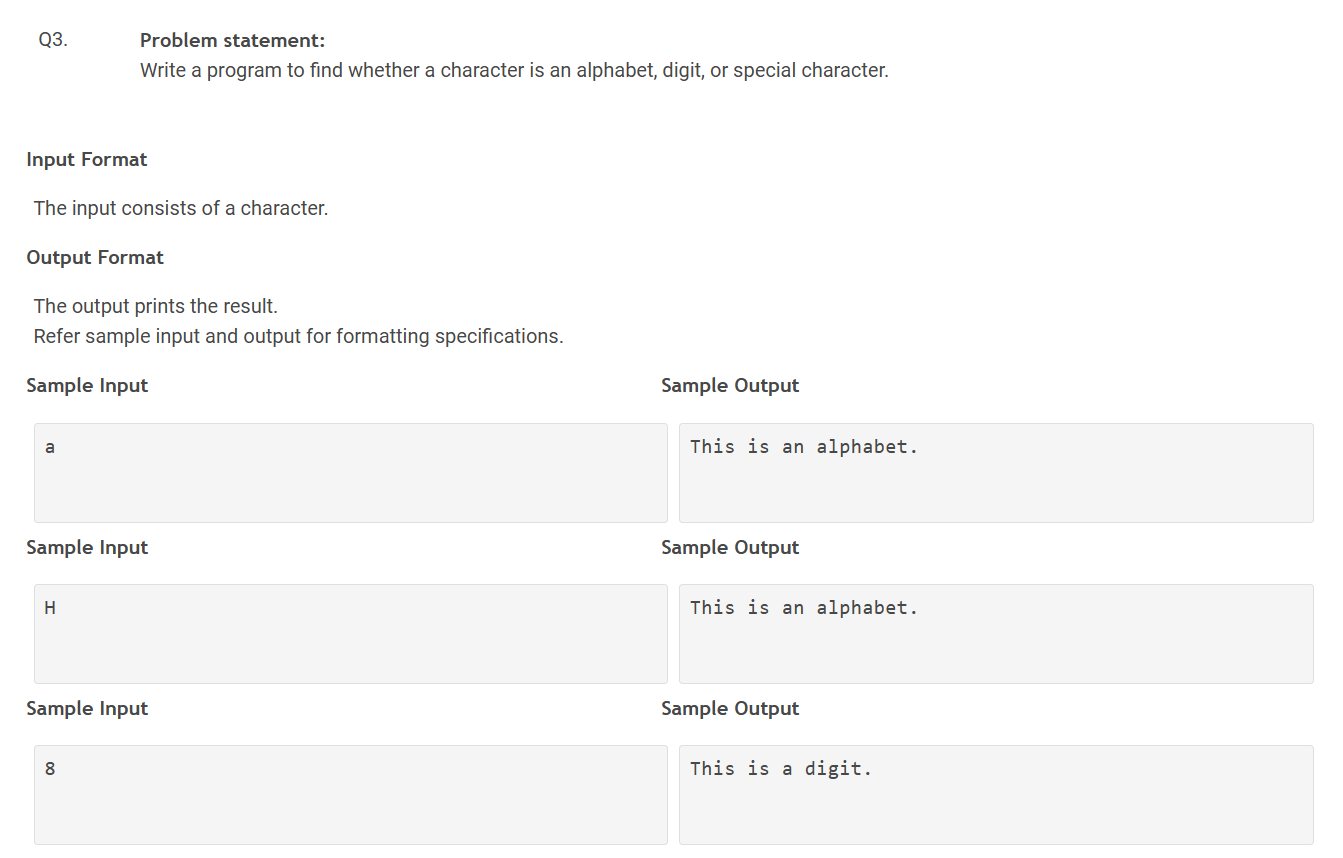 Q3. Problem statement:
Write a program to find whether a character is an alphabet, digit, or special character.
Input Format
The input consists of a character.
Output Format
The output prints the result.
Refer sample input and output for formatting specifications.
Sample Input Sample Output
a This is an alphabet.
Sample Input Sample Output
H This is an alphabet.
Sample Input Sample Output
8 This is a digit.